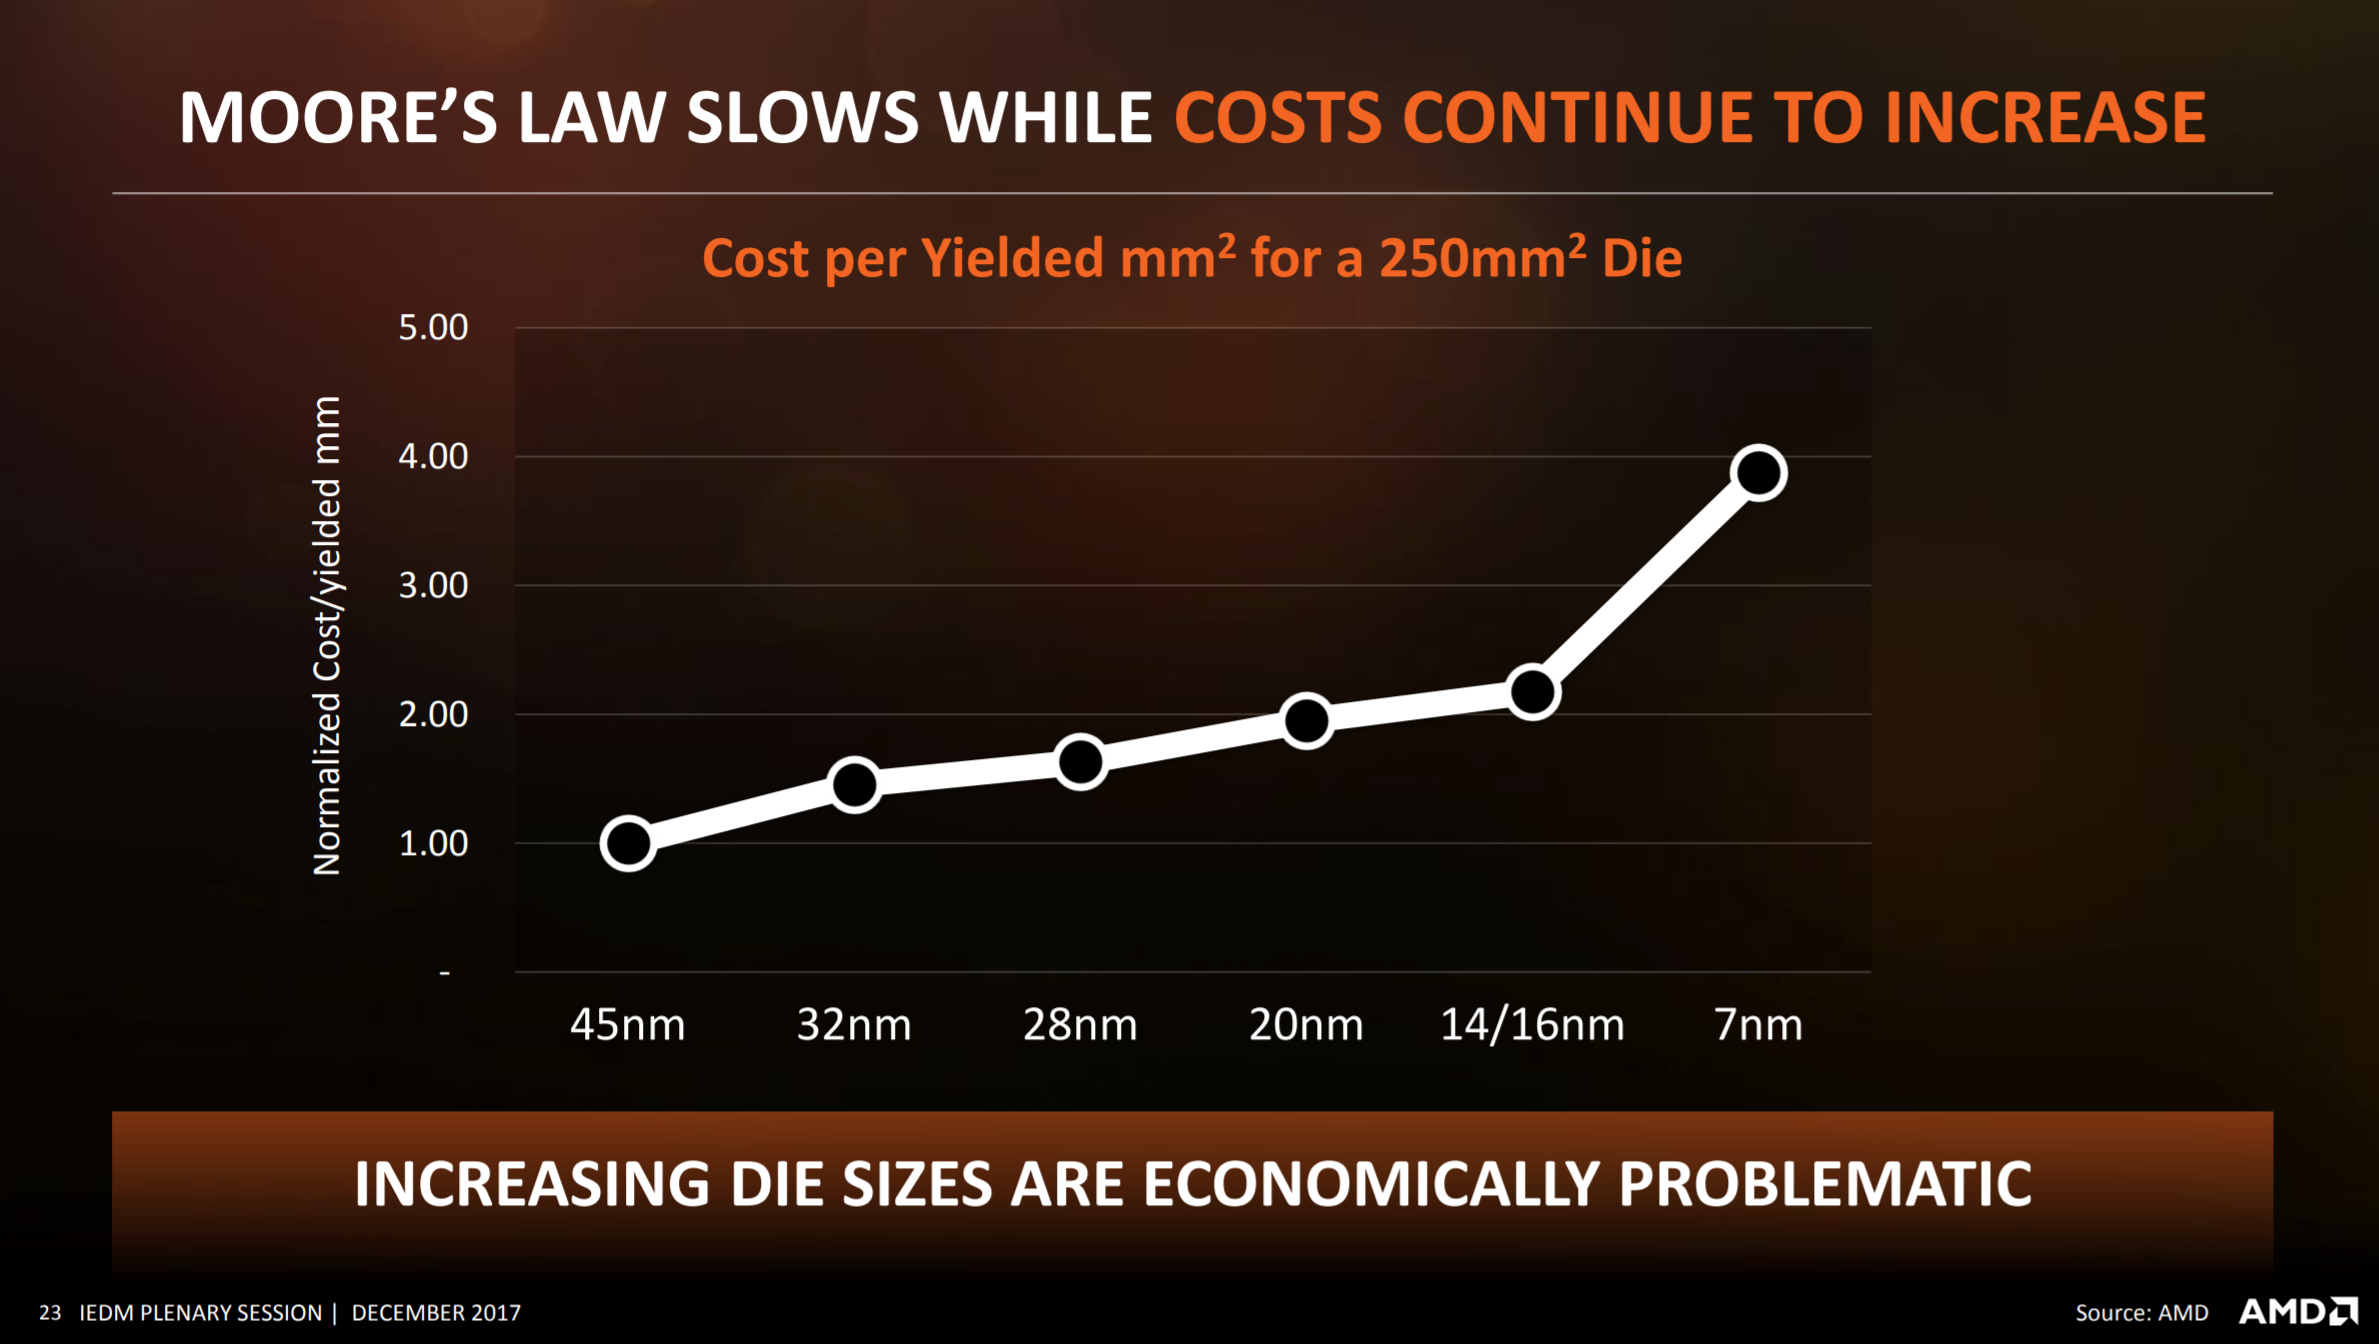 MOORE’S LAW SLOWS WHILE COSTS CONTINUE TO INCREASE
Cost per Yielded mm² for a 250mm² Die
Normalized Cost/yielded mm
5.00
4.00
3.00
2.00
1.00
-
45nm 32nm 28nm 20nm 14/16nm 7nm
INCREASING DIE SIZES ARE ECONOMICALLY PROBLEMATIC
23 IEDM PLENARY SESSION | DECEMBER 2017
Source: AMD AMD